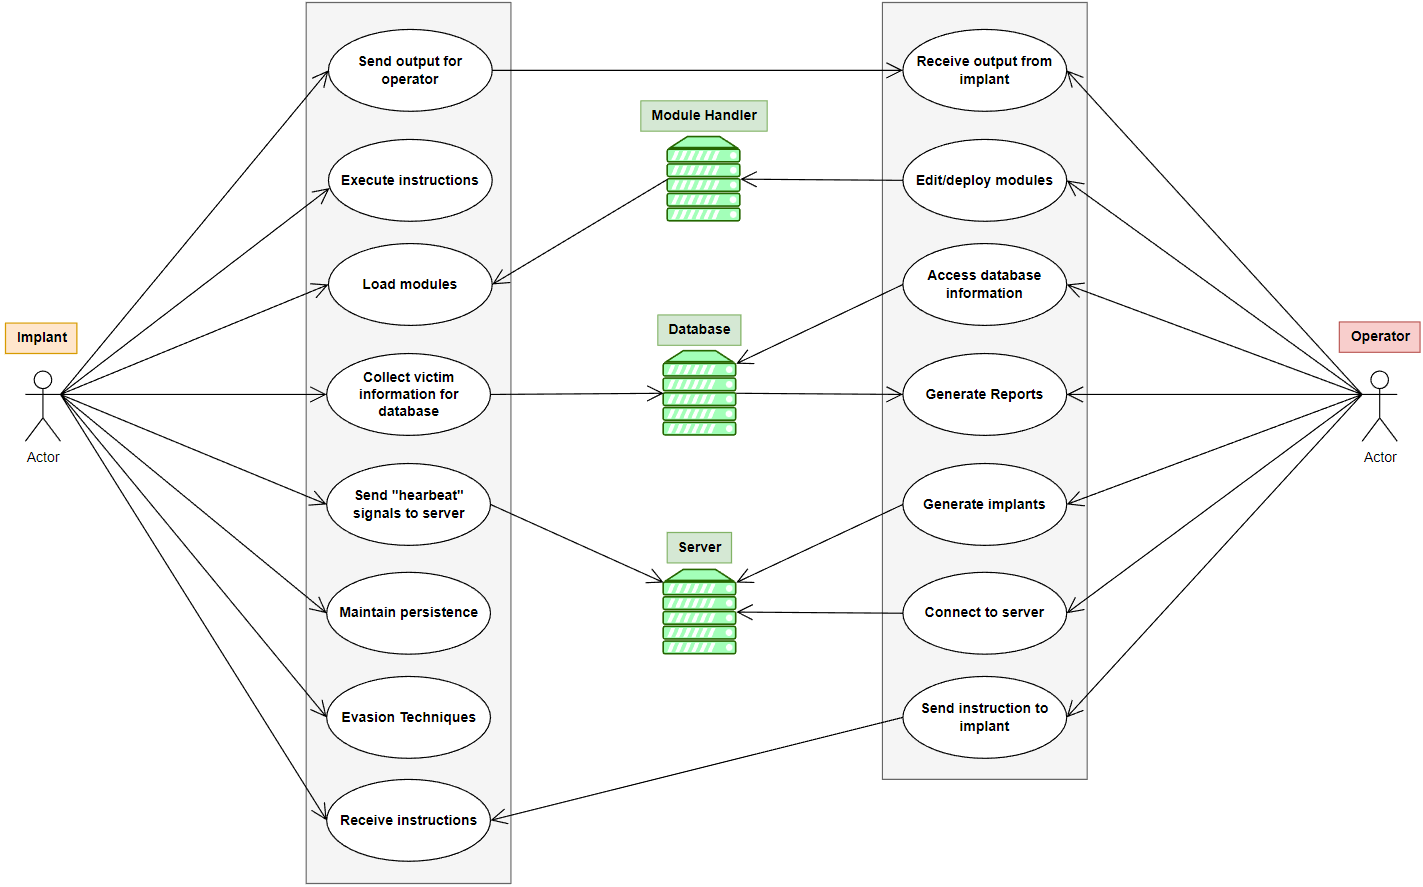 Implant
Actor
Send output for
operator
Execute instructions
Load modules
Collect victim
information for
database
Send "hearbeat"
signals to server
Maintain persistence
Evasion Techniques
Receive instructions
Module Handler
Database
Server
Receive output from
implant
Edit/deploy modules
Access database
information
Generate Reports
Generate implants
Connect to server
Send instruction to
implant
Operator
Actor